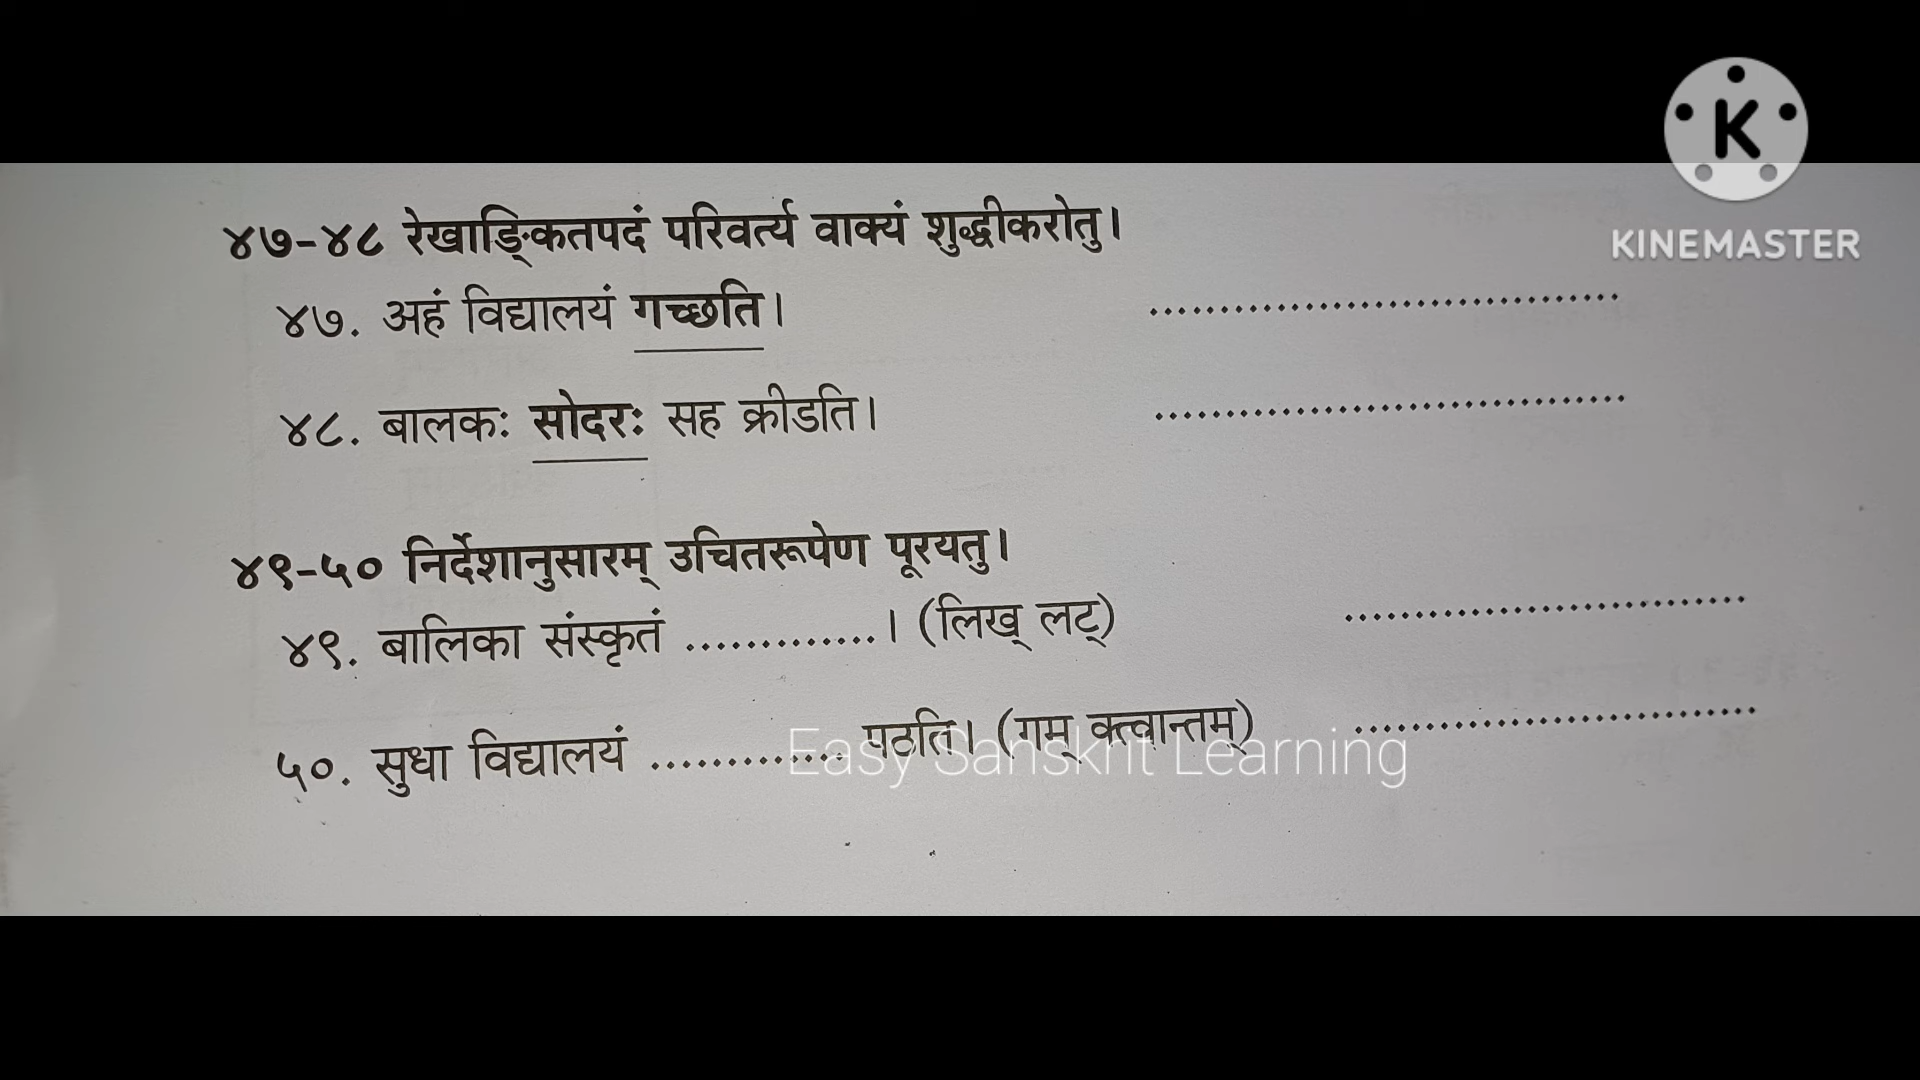 K
KINEMASTER
४७-४८ रेखाङ्कितपदं परिवर्त्य वाक्यं शुद्धीकरोतु।
४७. अहं विद्यालयं गच्छति। ..................................
४८. बालकः सोदरः सह क्रीडति। ..................................
४९-५० निर्देशानुसारम् उचितरूपेण पूरयतु।
४९. बालिका संस्कृतं .............। (लिख् लट्) .............................
५०. सुधा विद्यालयं ............. पठति। (गम् क्त्वान्तम्) .............................
Easy Sanskrit Learning